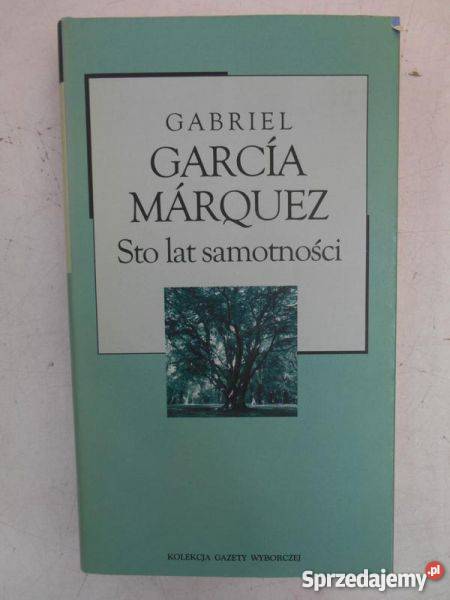 GABRIEL
GARCÍA
MÁRQUEZ
Sto lat samotności
KOLEKCJA GAZETY WYBORCZEJ
Sprzedajemy.pl